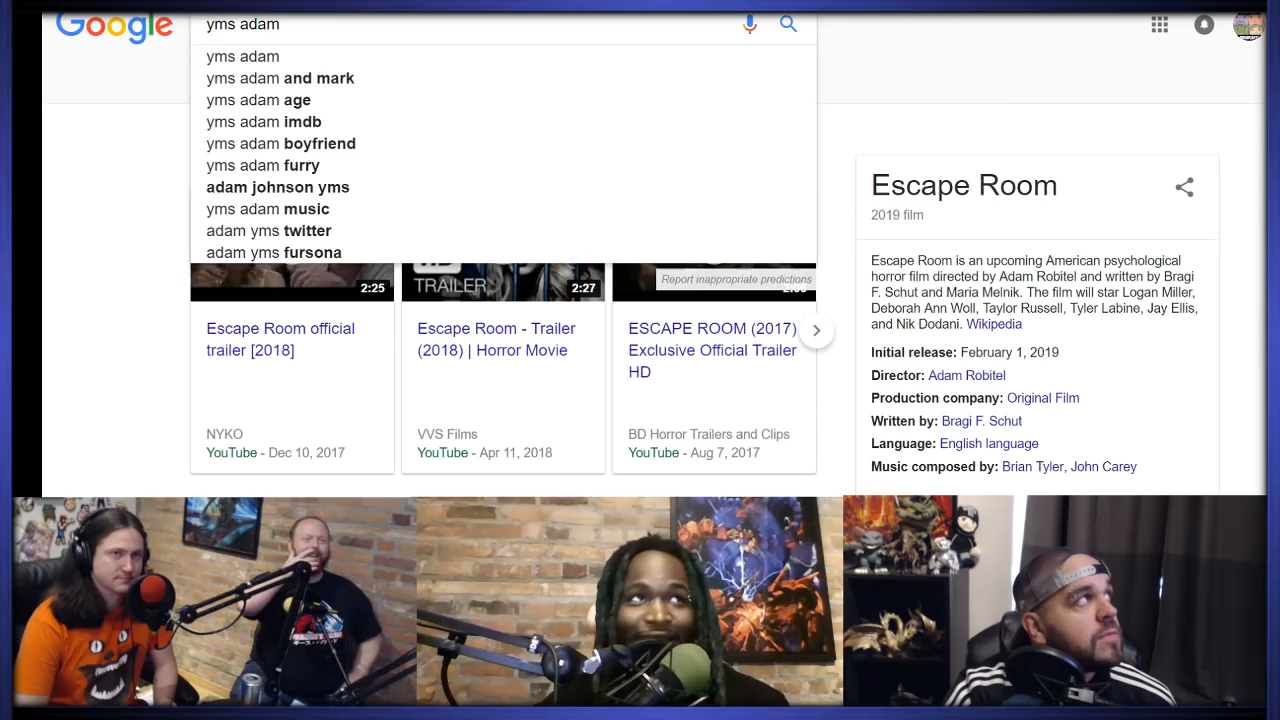 Google
yms adam
yms adam
yms adam and mark
yms adam age
yms adam imdb
yms adam boyfriend
yms adam furry
adam johnson yms
yms adam music
adam yms twitter
adam yms fursona
Report inappropriate predictions
2:25
TRAILER
2:27
Escape Room official
trailer [2018]
NYKO
YouTube - Dec 10, 2017
Escape Room - Trailer
(2018) | Horror Movie
VVS Films
YouTube - Apr 11, 2018
ESCAPE ROOM (2017)
Exclusive Official Trailer
HD
BD Horror Trailers and Clips
YouTube - Aug 7, 2017
Escape Room
2019 film
Escape Room is an upcoming American psychological
horror film directed by Adam Robitel and written by Bragi
F. Schut and Maria Melnik. The film will star Logan Miller,
Deborah Ann Woll, Taylor Russell, Tyler Labine, Jay Ellis,
and Nik Dodani. Wikipedia
Initial release: February 1, 2019
Director: Adam Robitel
Production company: Original Film
Written by: Bragi F. Schut
Language: English language
Music composed by: Brian Tyler, John Carey